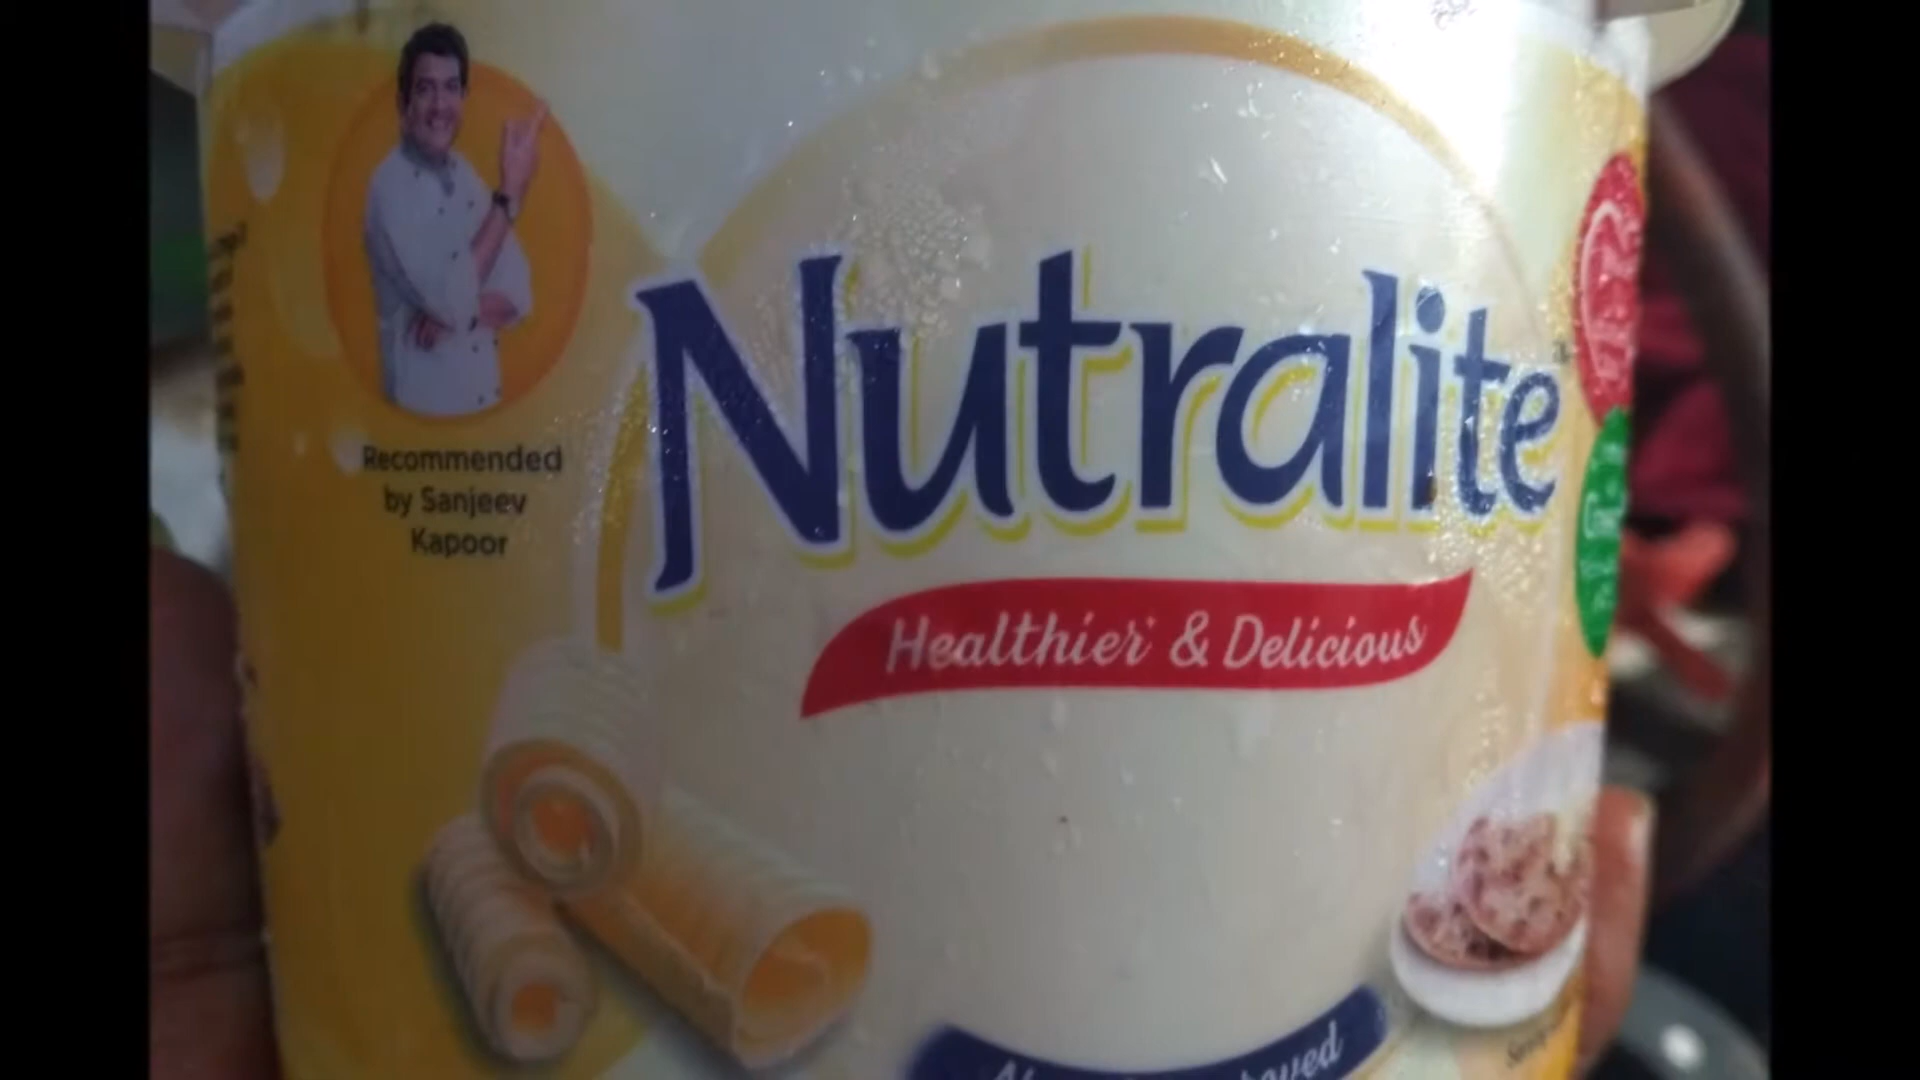 Recommended
by Sanjeev
Kapoor
Nutralite
Healthier & Delicious